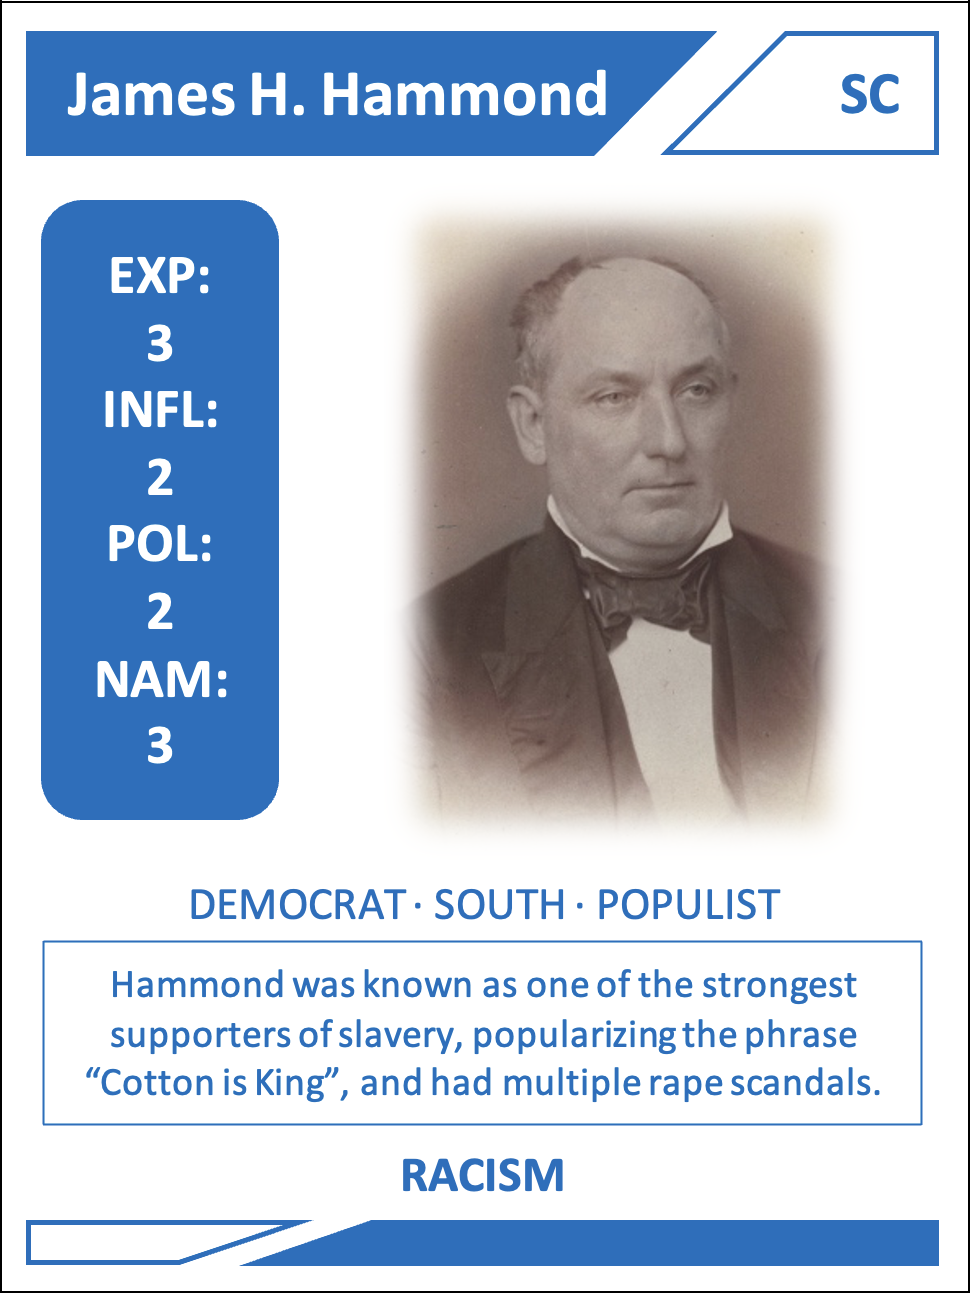 James H. Hammond
SC
EXP:
3
INFL:
2
POL:
2
NAM:
3
DEMOCRAT · SOUTH · POPULIST
Hammond was known as one of the strongest
supporters of slavery, popularizing the phrase
“Cotton is King”, and had multiple rape scandals.
RACISM